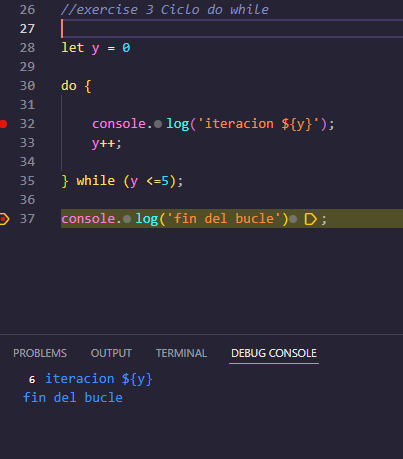 26 //exercise 3 Ciclo do while
27
28 let y = 0
29
30 do {
31
32 console.log('iteracion ${y}');
33 y++;
34
35 } while (y <=5);
36
37 console.log('fin del bucle') ;
PROBLEMS OUTPUT TERMINAL DEBUG CONSOLE
6 iteracion ${y}
fin del bucle